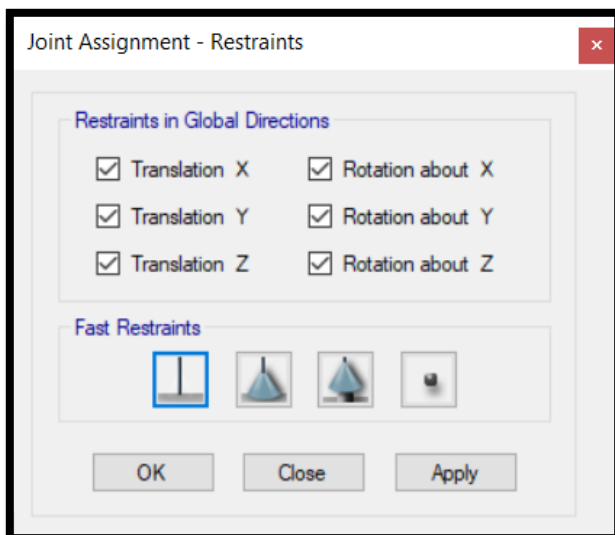 Joint Assignment - Restraints
Restraints in Global Directions
Translation X Rotation about X
Translation Y Rotation about Y
Translation Z Rotation about Z
Fast Restraints
OK Close Apply